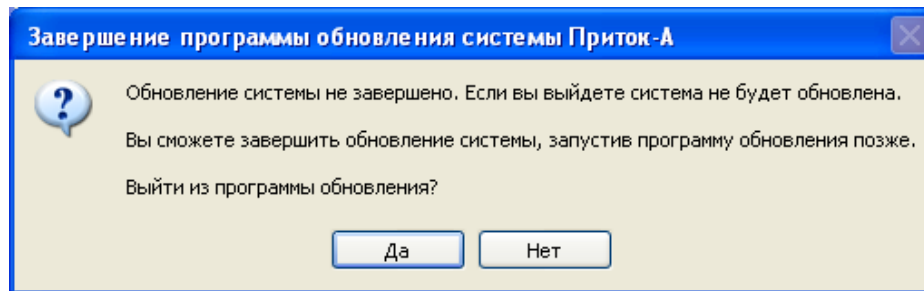 Завершение программы обновления системы Приток-А
Обновление системы не завершено. Если вы выйдете система не будет обновлена.
Вы сможете завершить обновление системы, запустив программу обновления позже.
Выйти из программы обновления?
Да
Нет